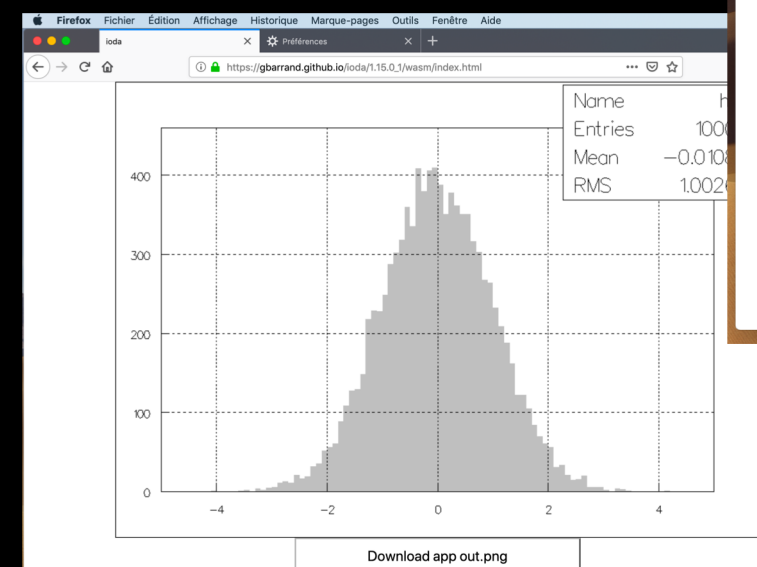 Firefox Fichier Édition Affichage Historique Marque-pages Outils Fenêtre Aide
ioda
Préférences
https://gbarrand.github.io/ioda/1.15.0_1/wasm/index.html
Name
Entries
Mean
RMS
400
300
200
100
0
−4 −2 0 2 4
Download app out.png